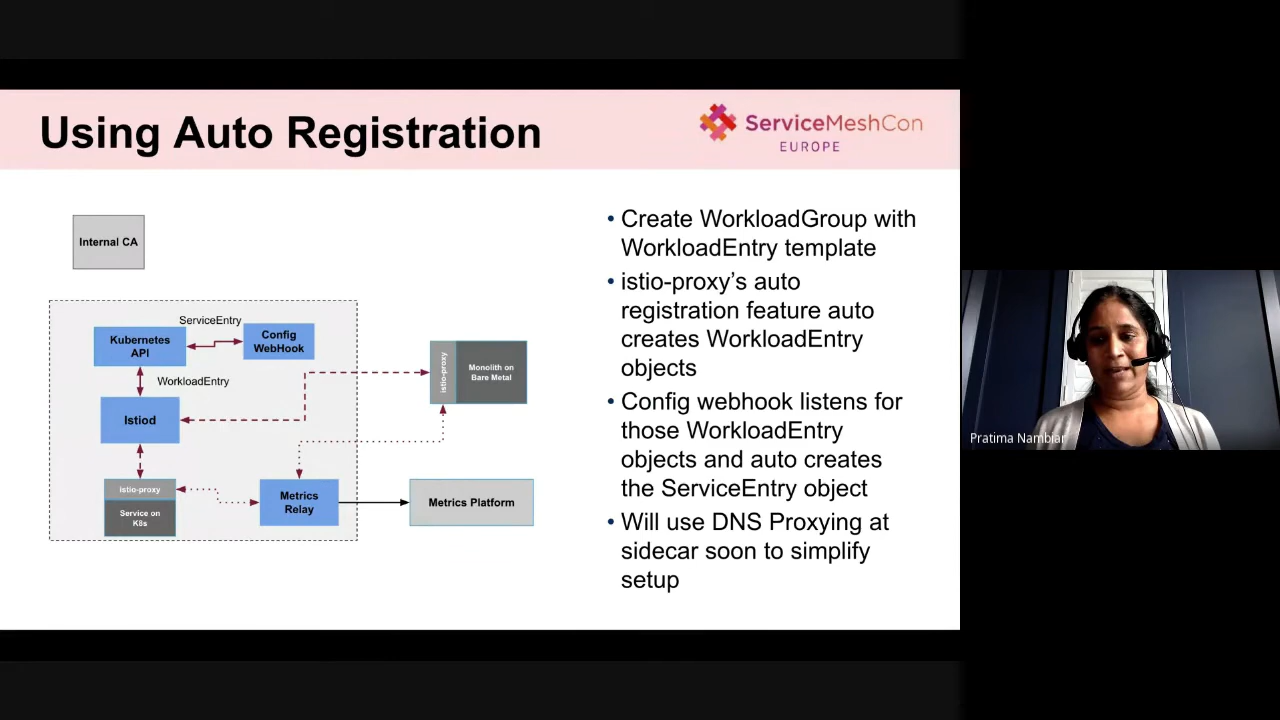 Using Auto Registration
ServiceMeshCon
EUROPE
Internal CA
ServiceEntry
Kubernetes
API
Config
WebHook
WorkloadEntry
Istiod
istio-proxy
Monolith on
Bare Metal
istio-proxy
Service on
K8s
Metrics
Relay
Metrics Platform
• Create WorkloadGroup with
WorkloadEntry template
• istio-proxy’s auto
registration feature auto
creates WorkloadEntry
objects
• Config webhook listens for
those WorkloadEntry
objects and auto creates
the ServiceEntry object
• Will use DNS Proxying at
sidecar soon to simplify
setup
Pratima Nambiar